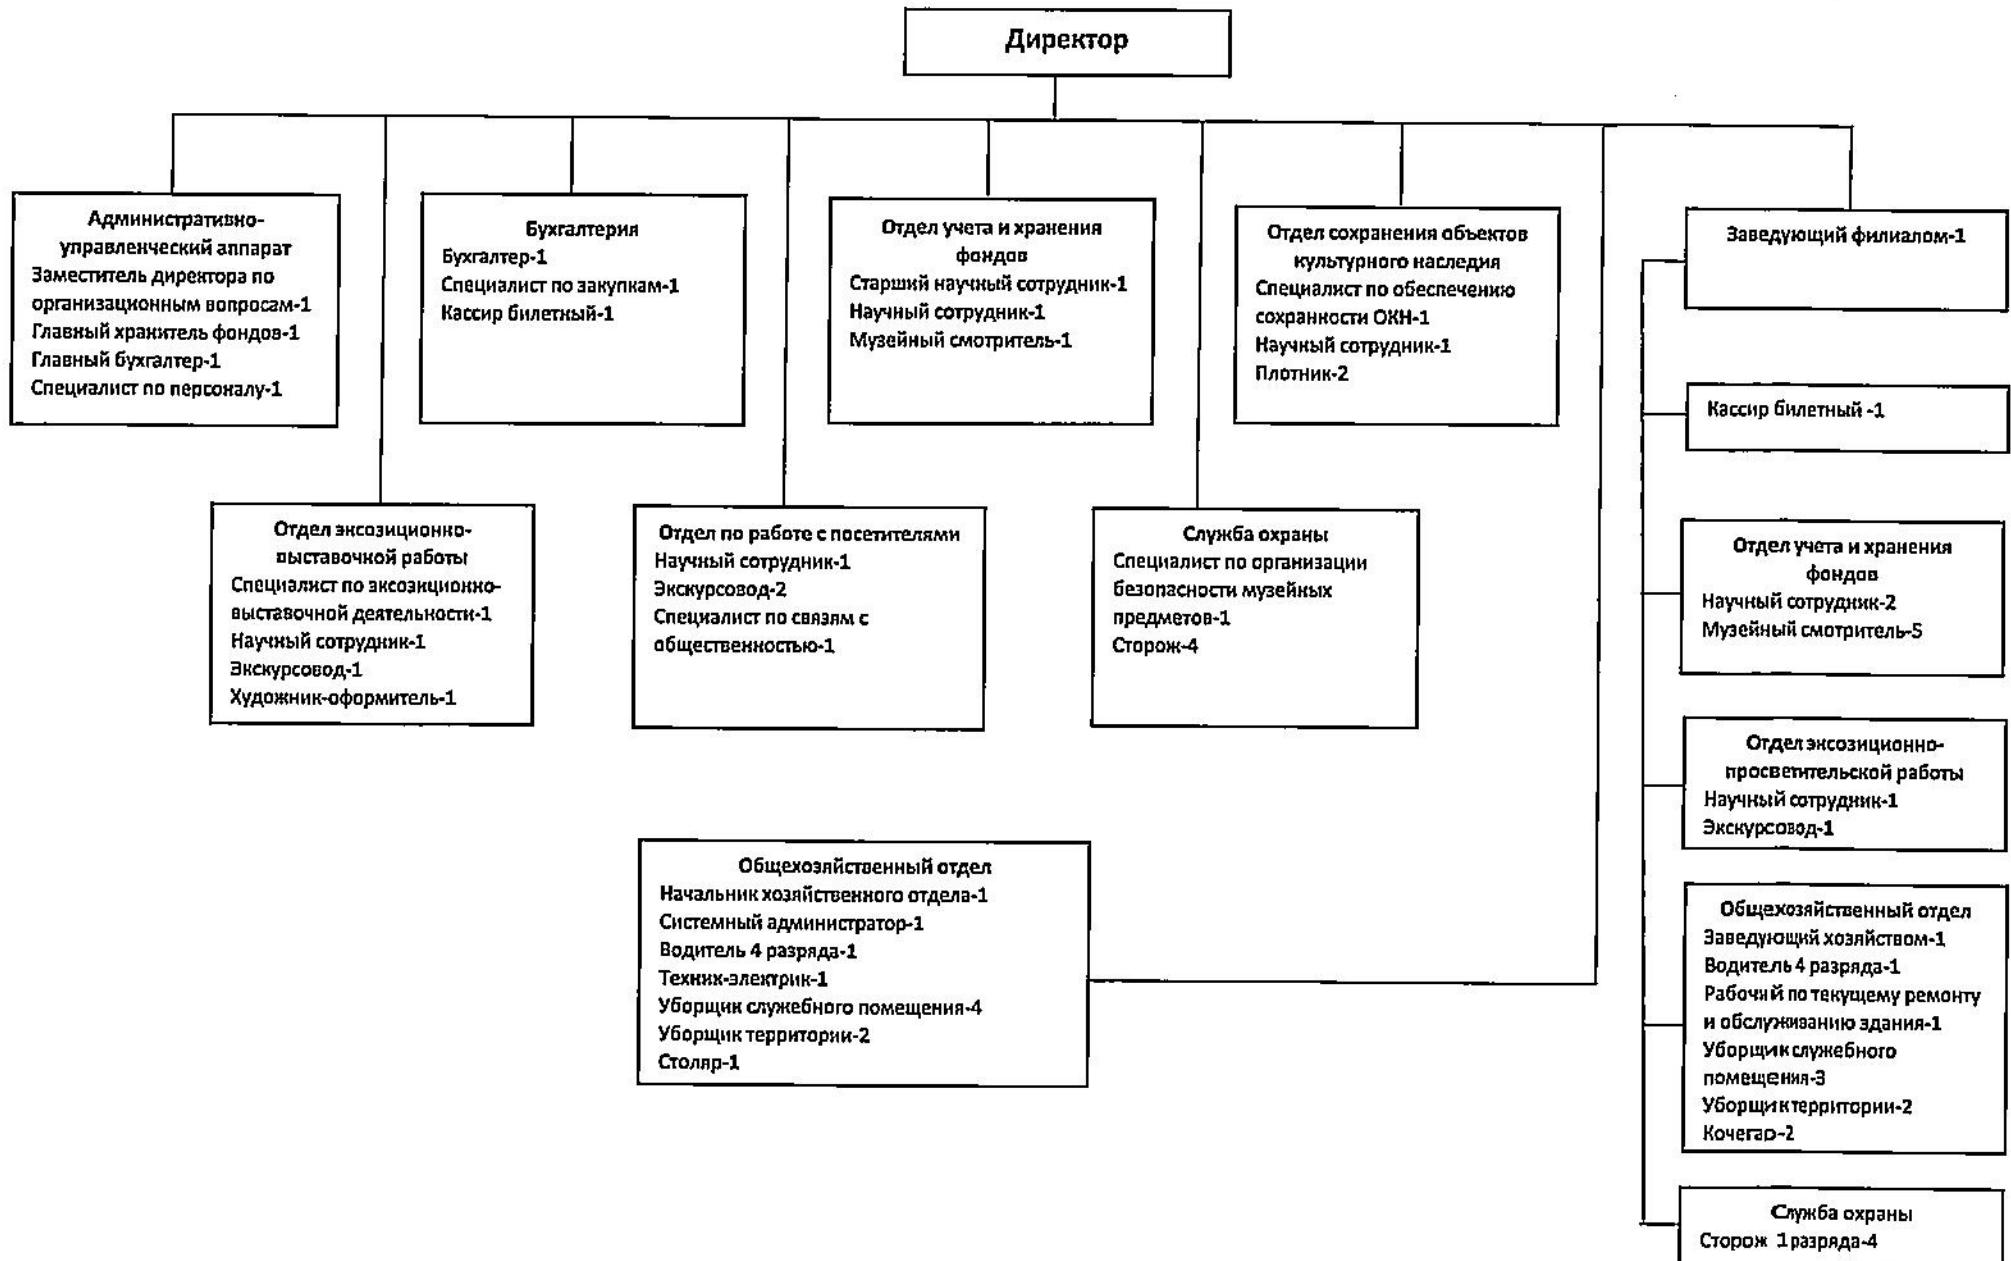 Директор
Административно-
управленческий аппарат
Заместитель директора по
организационным вопросам-1
Главный хранитель фондов-1
Главный бухгалтер-1
Специалист по персоналу-1
Бухгалтерия
Бухгалтер-1
Специалист по закупкам-1
Кассир билетный-1
Отдел учета и хранения
фондов
Старший научный сотрудник-1
Научный сотрудник-1
Музейный смотритель-1
Отдел сохранения объектов
культурного наследия
Специалист по обеспечению
сохранности ОКН-1
Научный сотрудник-1
Плотник-2
Заведующий филиалом-1
Кассир билетный -1
Отдел эксозиционно-
выставочной работы
Специалист по эксозиционно-
выставочной деятельности-1
Научный сотрудник-1
Экскурсовод-1
Художник-оформитель-1
Отдел по работе с посетителями
Научный сотрудник-1
Экскурсовод-2
Специалист по связям с
общественностью-1
Служба охраны
Специалист по организации
безопасности музейных
предметов-1
Сторож-4
Отдел учета и хранения
фондов
Научный сотрудник-2
Музейный смотритель-5
Отдел эксозиционно-
просветительской работы
Научный сотрудник-1
Экскурсовод-1
Общехозяйственный отдел
Начальник хозяйственного отдела-1
Системный администратор-1
Водитель 4 разряда-1
Техник-электрик-1
Уборщик служебного помещения-4
Уборщик территории-2
Столяр-1
Общехозяйственный отдел
Заведующий хозяйством-1
Водитель 4 разряда-1
Рабочий по текущему ремонту
и обслуживанию здания-1
Уборщик служебного
помещения-3
Уборщик территории-2
Кочегар-2
Служба охраны
Сторож 1 разряда-4